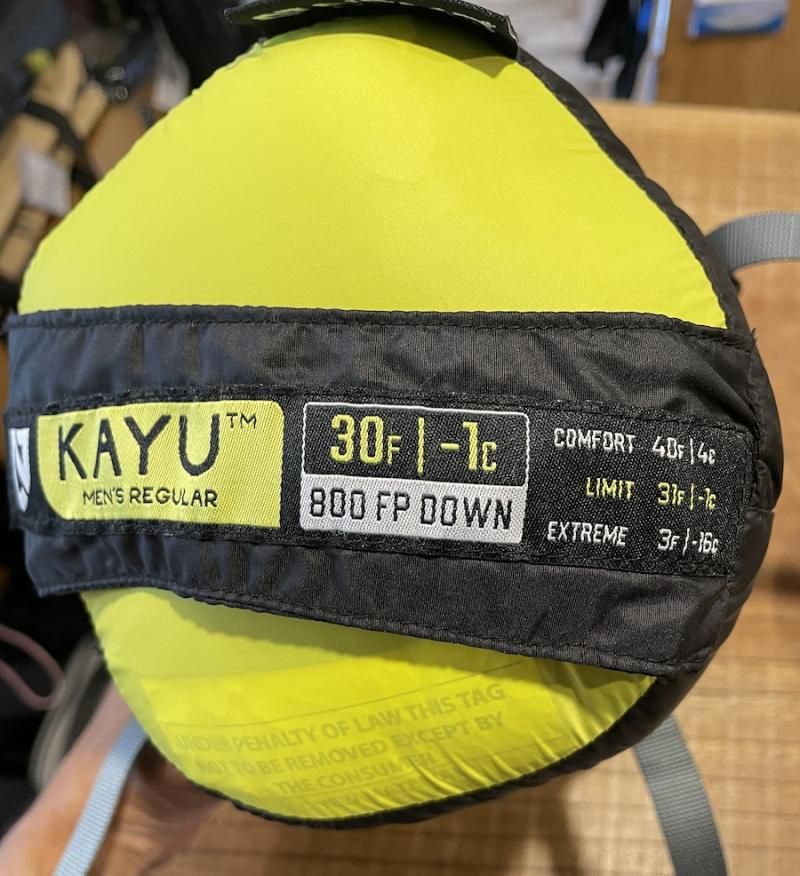 KAYU™
MEN'S REGULAR
30F | -1C
800 FP DOWN
COMFORT 40F|4C
LIMIT 31F|-1C
EXTREME 3F|-16C
UNDER PENALTY OF LAW THIS TAG
NOT TO BE REMOVED EXCEPT BY
THE CONSUMER